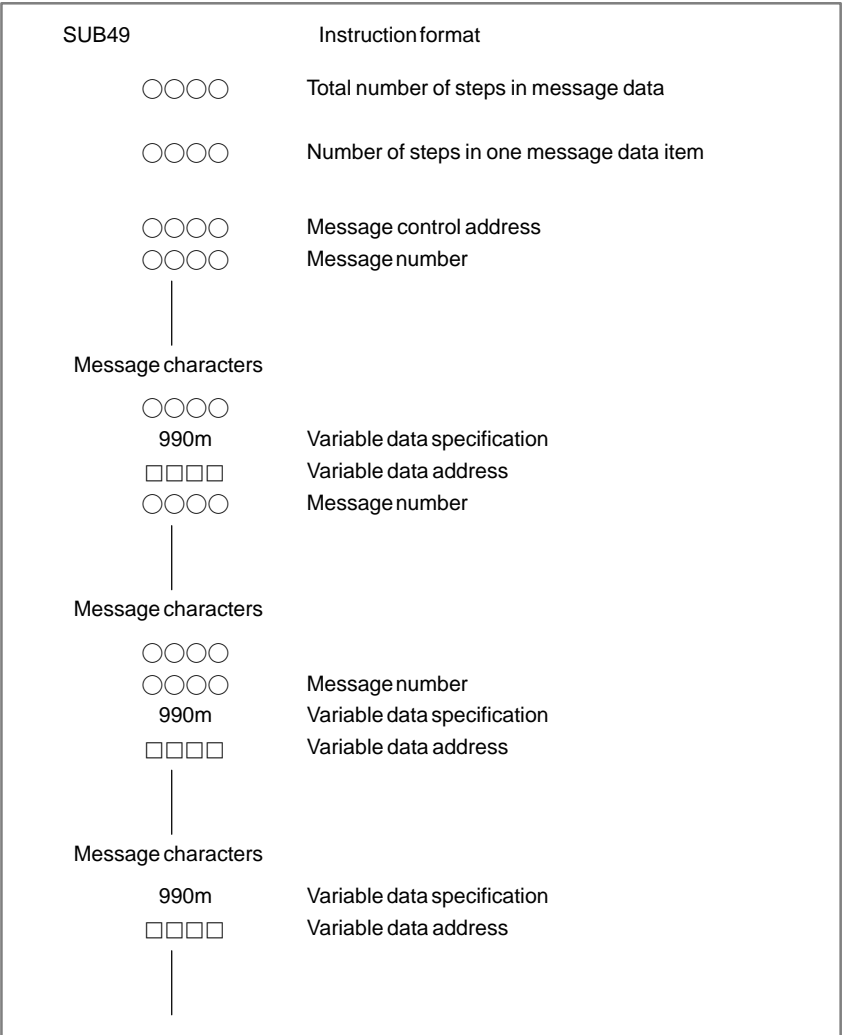 SUB49 Instruction format
○○○○ Total number of steps in message data
○○○○ Number of steps in one message data item
○○○○ Message control address
○○○○ Message number
Message characters
○○○○
990m Variable data specification
□□□□ Variable data address
○○○○ Message number
Message characters
○○○○
○○○○ Message number
990m Variable data specification
□□□□ Variable data address
Message characters
990m Variable data specification
□□□□ Variable data address